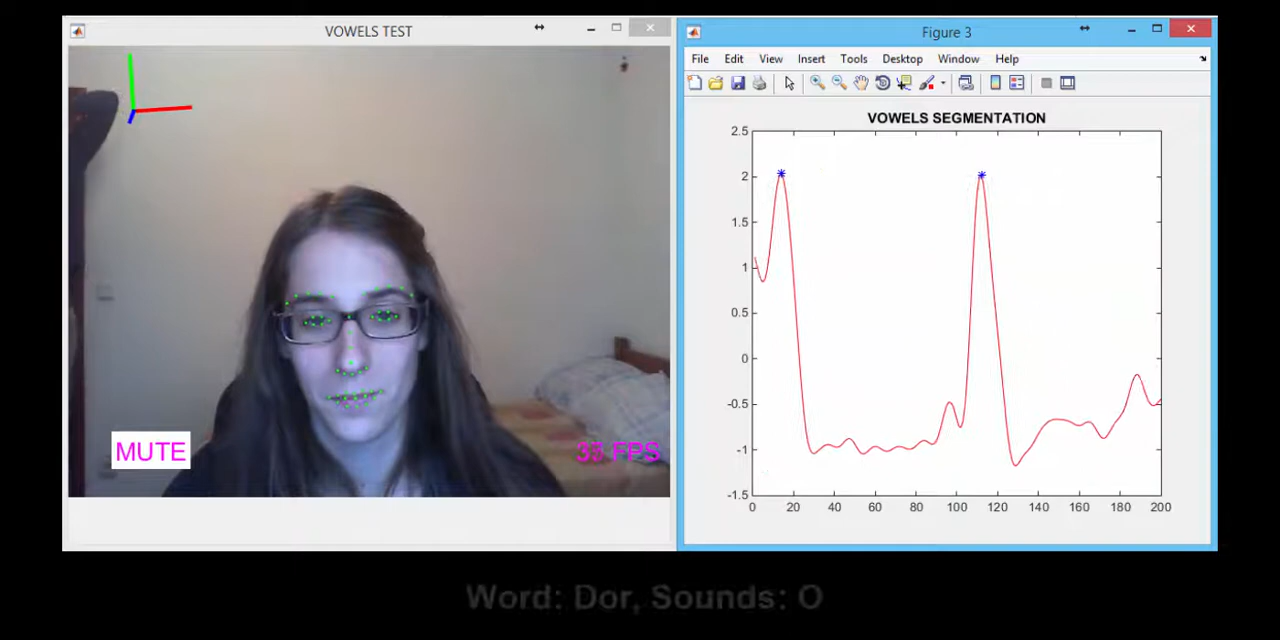 VOWELS TEST
MUTE
FPS
Figure 3
File Edit View Insert Tools Desktop Window Help
VOWELS SEGMENTATION
2.5
2
1.5
1
0.5
0
-0.5
-1
-1.5
0 20 40 60 80 100 120 140 160 180 200
Word: Dor, Sounds: O